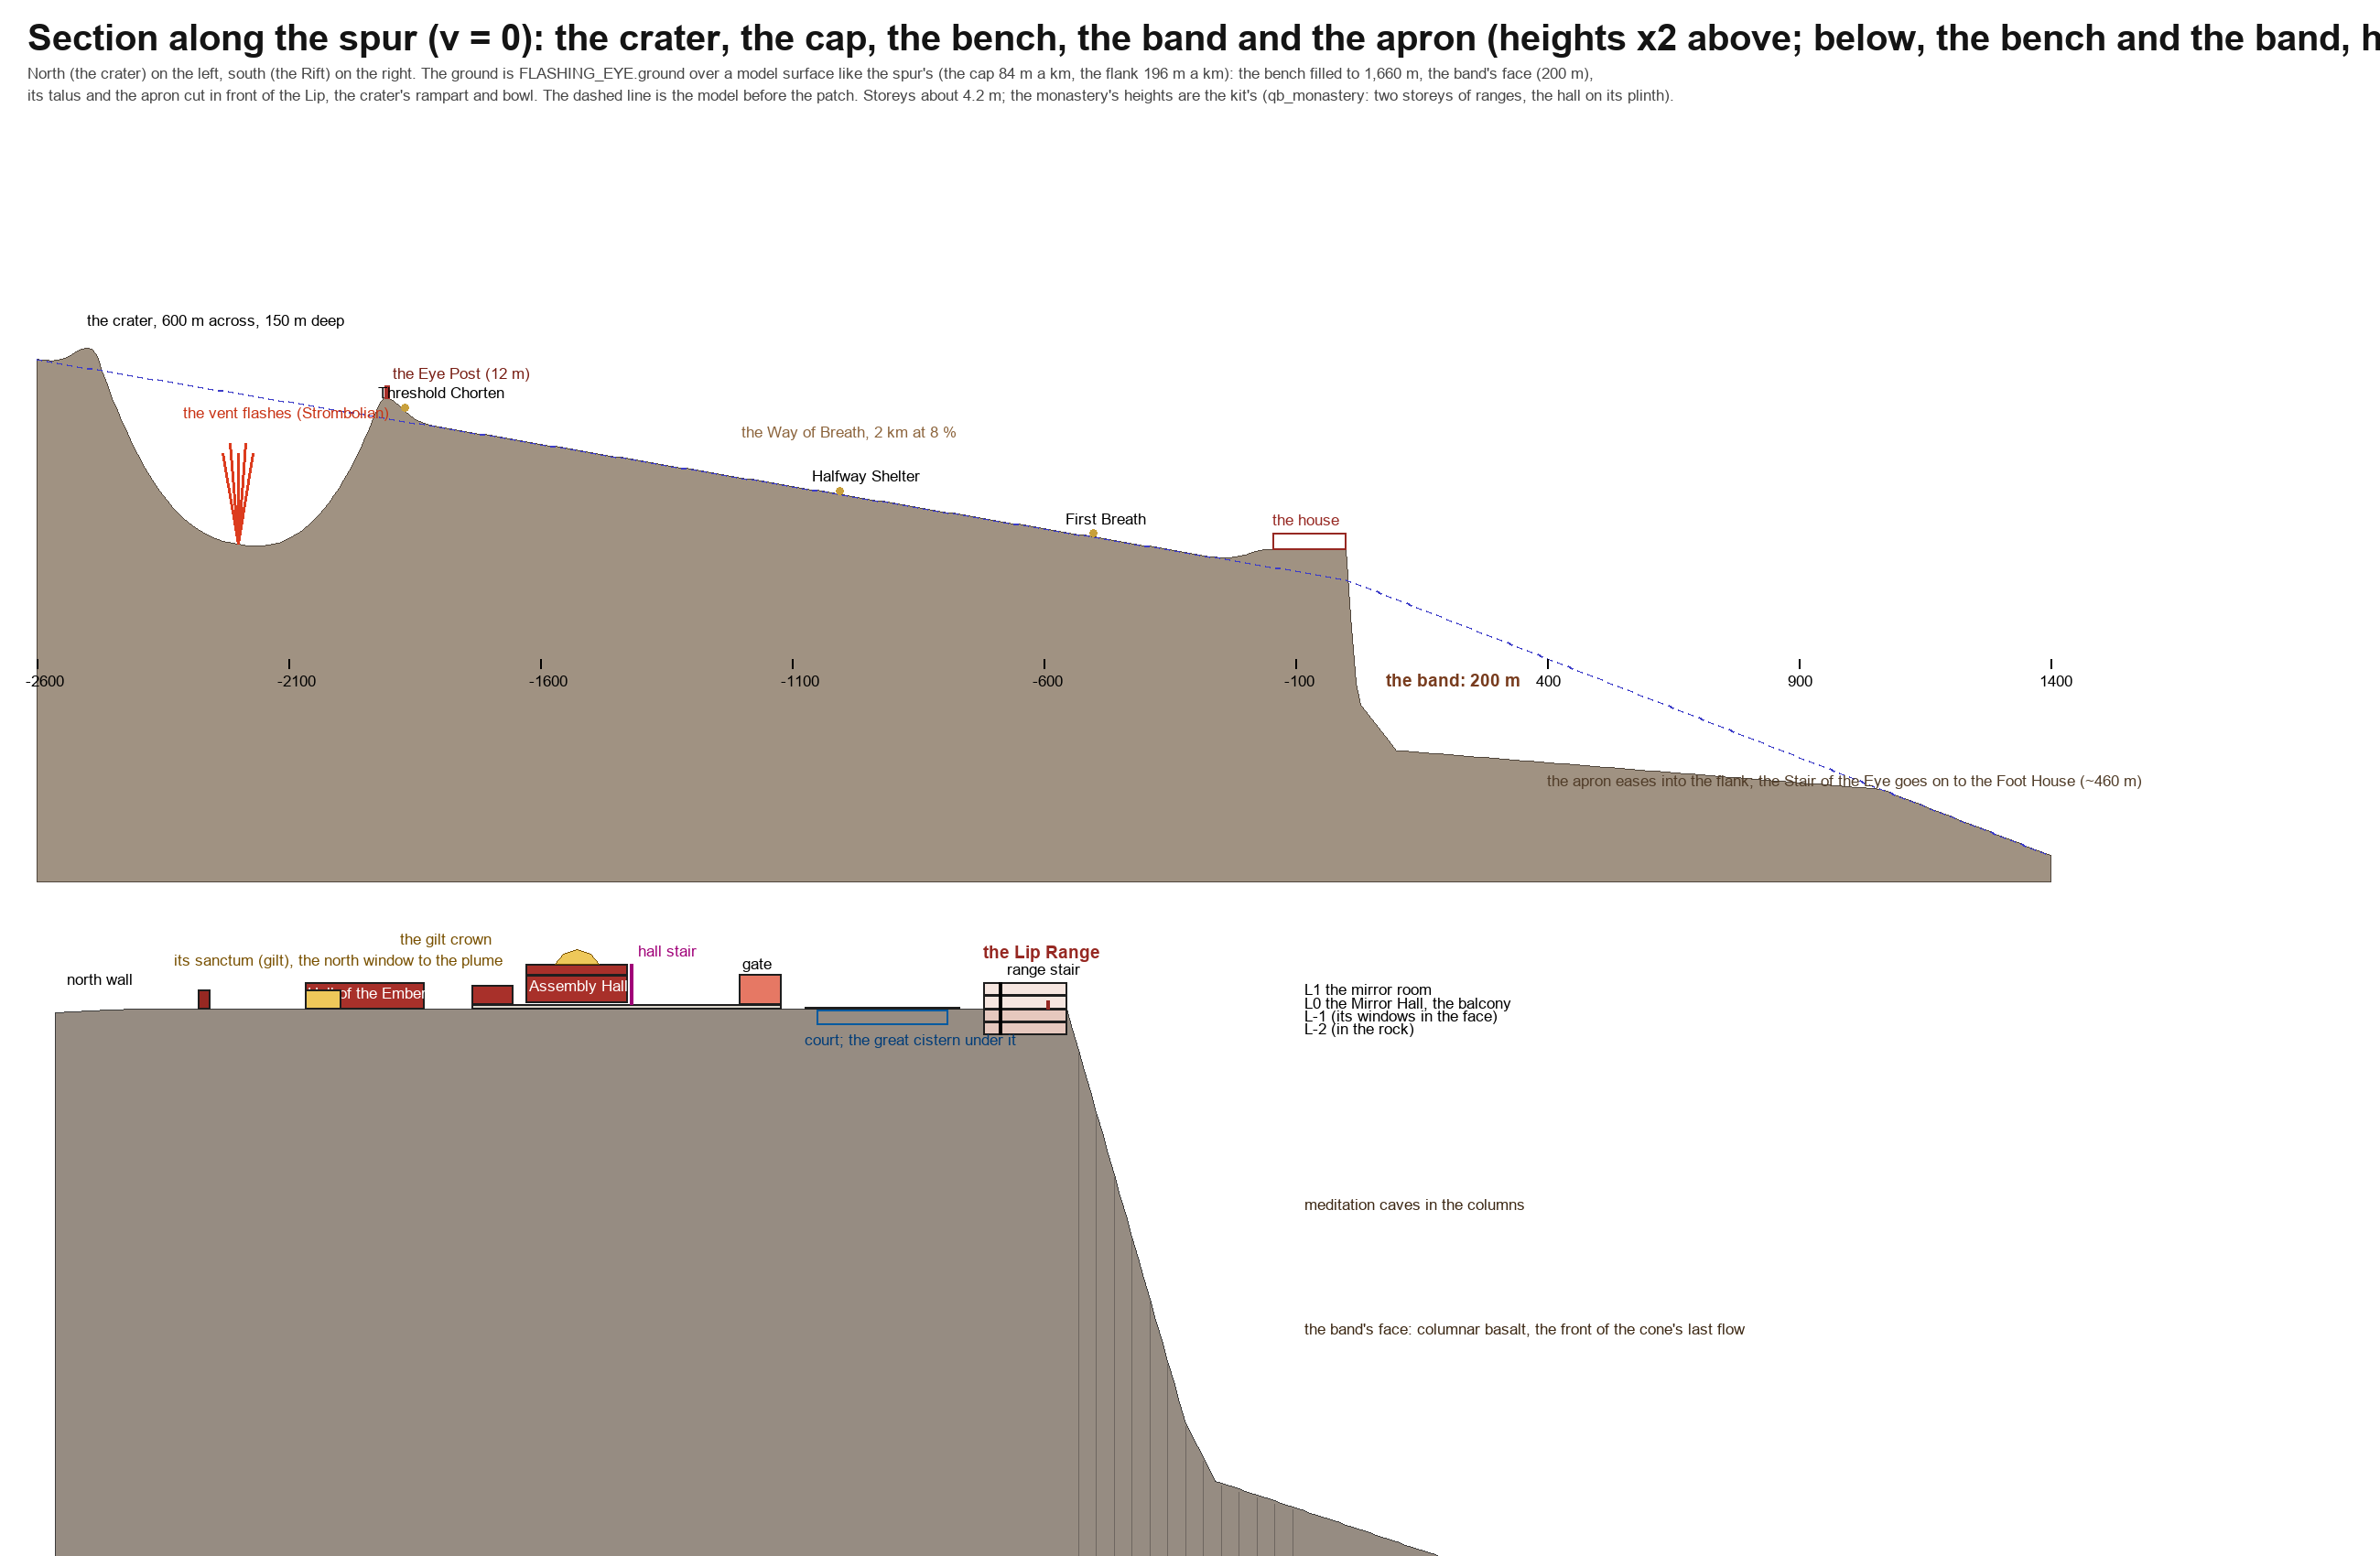 Section along the spur (v = 0): the crater, the cap, the bench, the band and the apron (heights x2 above; below, the bench and the band, h
North (the crater) on the left, south (the Rift) on the right. The ground is FLASHING_EYE.ground over a model surface like the spur's (the cap 84 m a km, the flank 196 m a km): the bench filled to 1,660 m, the band's face (200 m),
its talus and the apron cut in front of the Lip, the crater's rampart and bowl. The dashed line is the model before the patch. Storeys about 4.2 m; the monastery's heights are the kit's (qb_monastery: two storeys of ranges, the hall on its plinth).
the crater, 600 m across, 150 m deep
the Eye Post (12 m)
Threshold Chorten
the vent flashes (Strombolian)
the Way of Breath, 2 km at 8 %
Halfway Shelter
First Breath
the house
-2600
-2100
-1600
-1100
-600
-100
the band: 200 m
400
900
1400
the apron eases into the flank; the Stair of the Eye goes on to the Foot House (~460 m)
the gilt crown
its sanctum (gilt), the north window to the plume
hall stair
the Lip Range
gate
range stair
north wall
of the Ember
Assembly Hall
L1 the mirror room
L0 the Mirror Hall, the balcony
L-1 (its windows in the face)
L-2 (in the rock)
court; the great cistern under it
meditation caves in the columns
the band's face: columnar basalt, the front of the cone's last flow